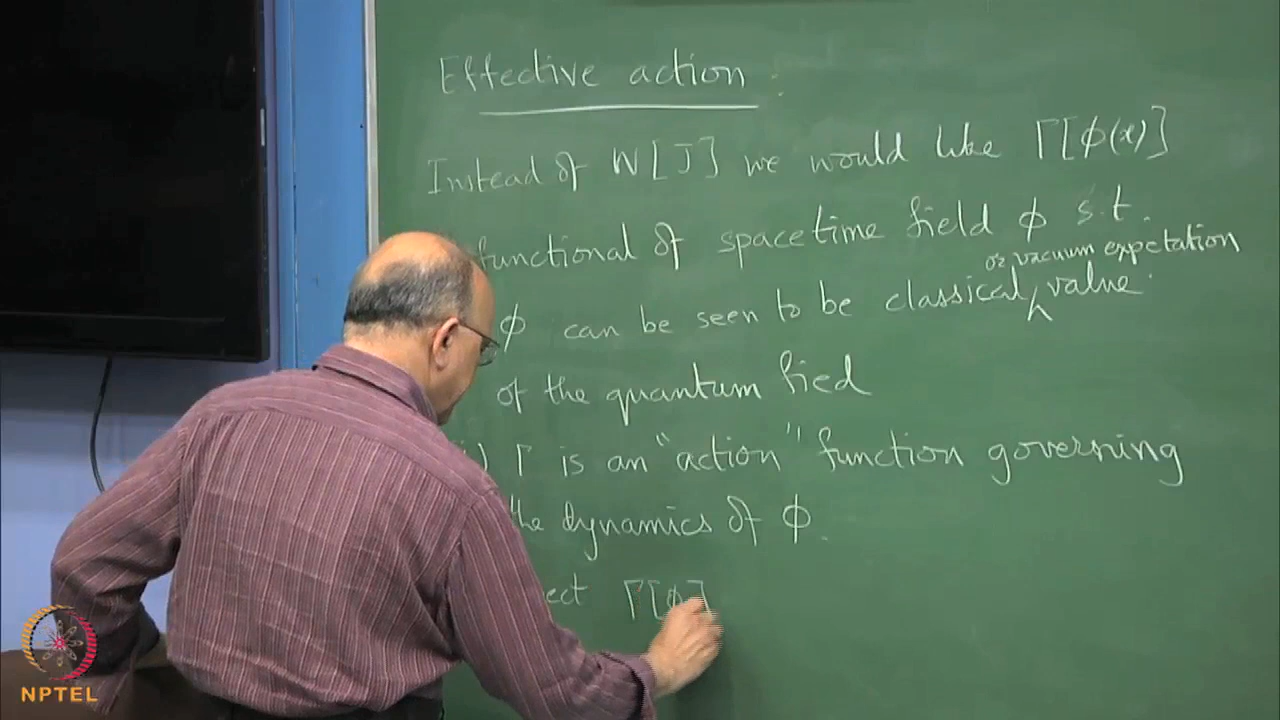 Effective action :
Instead of W[J] we would like Γ[ϕ(x)]
functional of spacetime field ϕ s.t.
or vacuum expetation
ϕ can be seen to be classical value.
of the quantum fied
) Γ is an "action" function governing
the dynamics of ϕ.
ect Γ[ϕ]
NPTEL